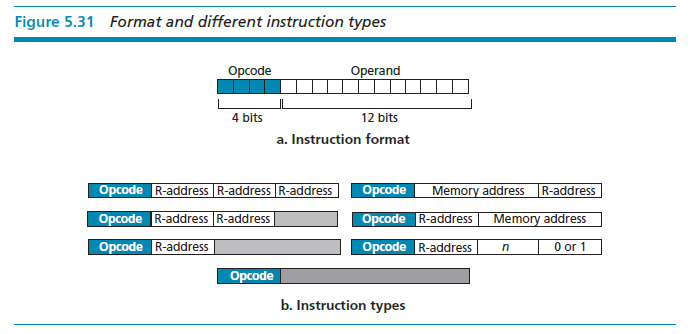 Figure 5.31 Format and different instruction types
Opcode Operand
4 bits 12 bits
a. Instruction format
Opcode R-address R-address R-address Opcode Memory address R-address
Opcode R-address R-address Opcode R-address Memory address
Opcode R-address Opcode R-address n 0 or 1
Opcode
b. Instruction types